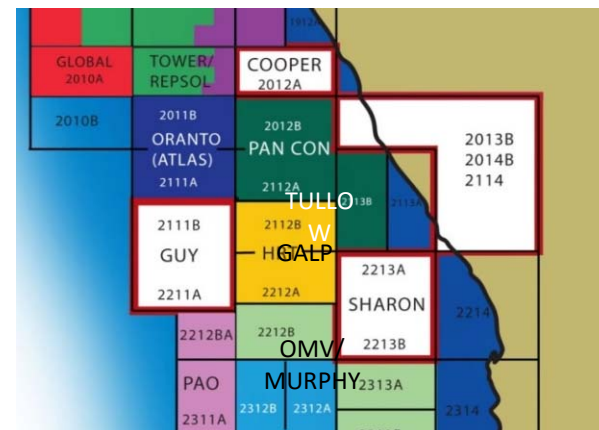 1912A
GLOBAL
2010A
TOWER/
REPSOL
COOPER
2012A
2010B
2011B
ORANTO
(ATLAS)
2111A
2012B
PAN CON
2112A
2013B
2014B
2114
TULLO
W
2113B
2113A
2111B
GUY
2211A
2112B
GALP
2212A
2213A
SHARON
2213B
2214
2212BA
2212B
OMV/
MURPHY
PAO
2311A
2312B
2312A
2313A
2314